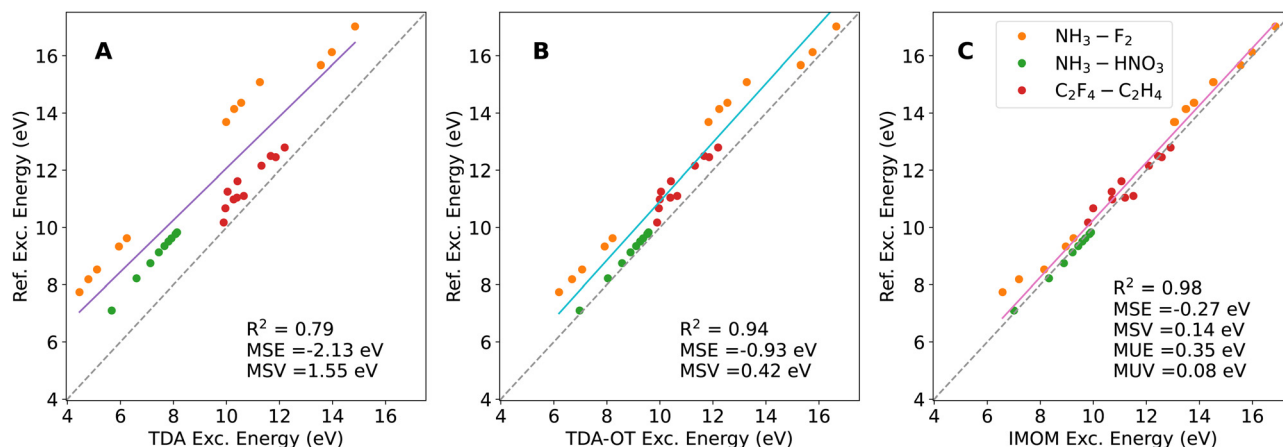 A
Ref. Exc. Energy (eV)
16
14
12
10
8
6
4
R² = 0.79
MSE =-2.13 eV
MSV =1.55 eV
4 6 8 10 12 14 16
TDA Exc. Energy (eV)
B
Ref. Exc. Energy (eV)
16
14
12
10
8
6
4
R² = 0.94
MSE =-0.93 eV
MSV =0.42 eV
4 6 8 10 12 14 16
TDA-OT Exc. Energy (eV)
C
NH₃ − F₂
NH₃ − HNO₃
C₂F₄ − C₂H₄
Ref. Exc. Energy (eV)
16
14
12
10
8
6
4
R² = 0.98
MSE =-0.27 eV
MSV =0.14 eV
MUE =0.35 eV
MUV =0.08 eV
4 6 8 10 12 14 16
IMOM Exc. Energy (eV)